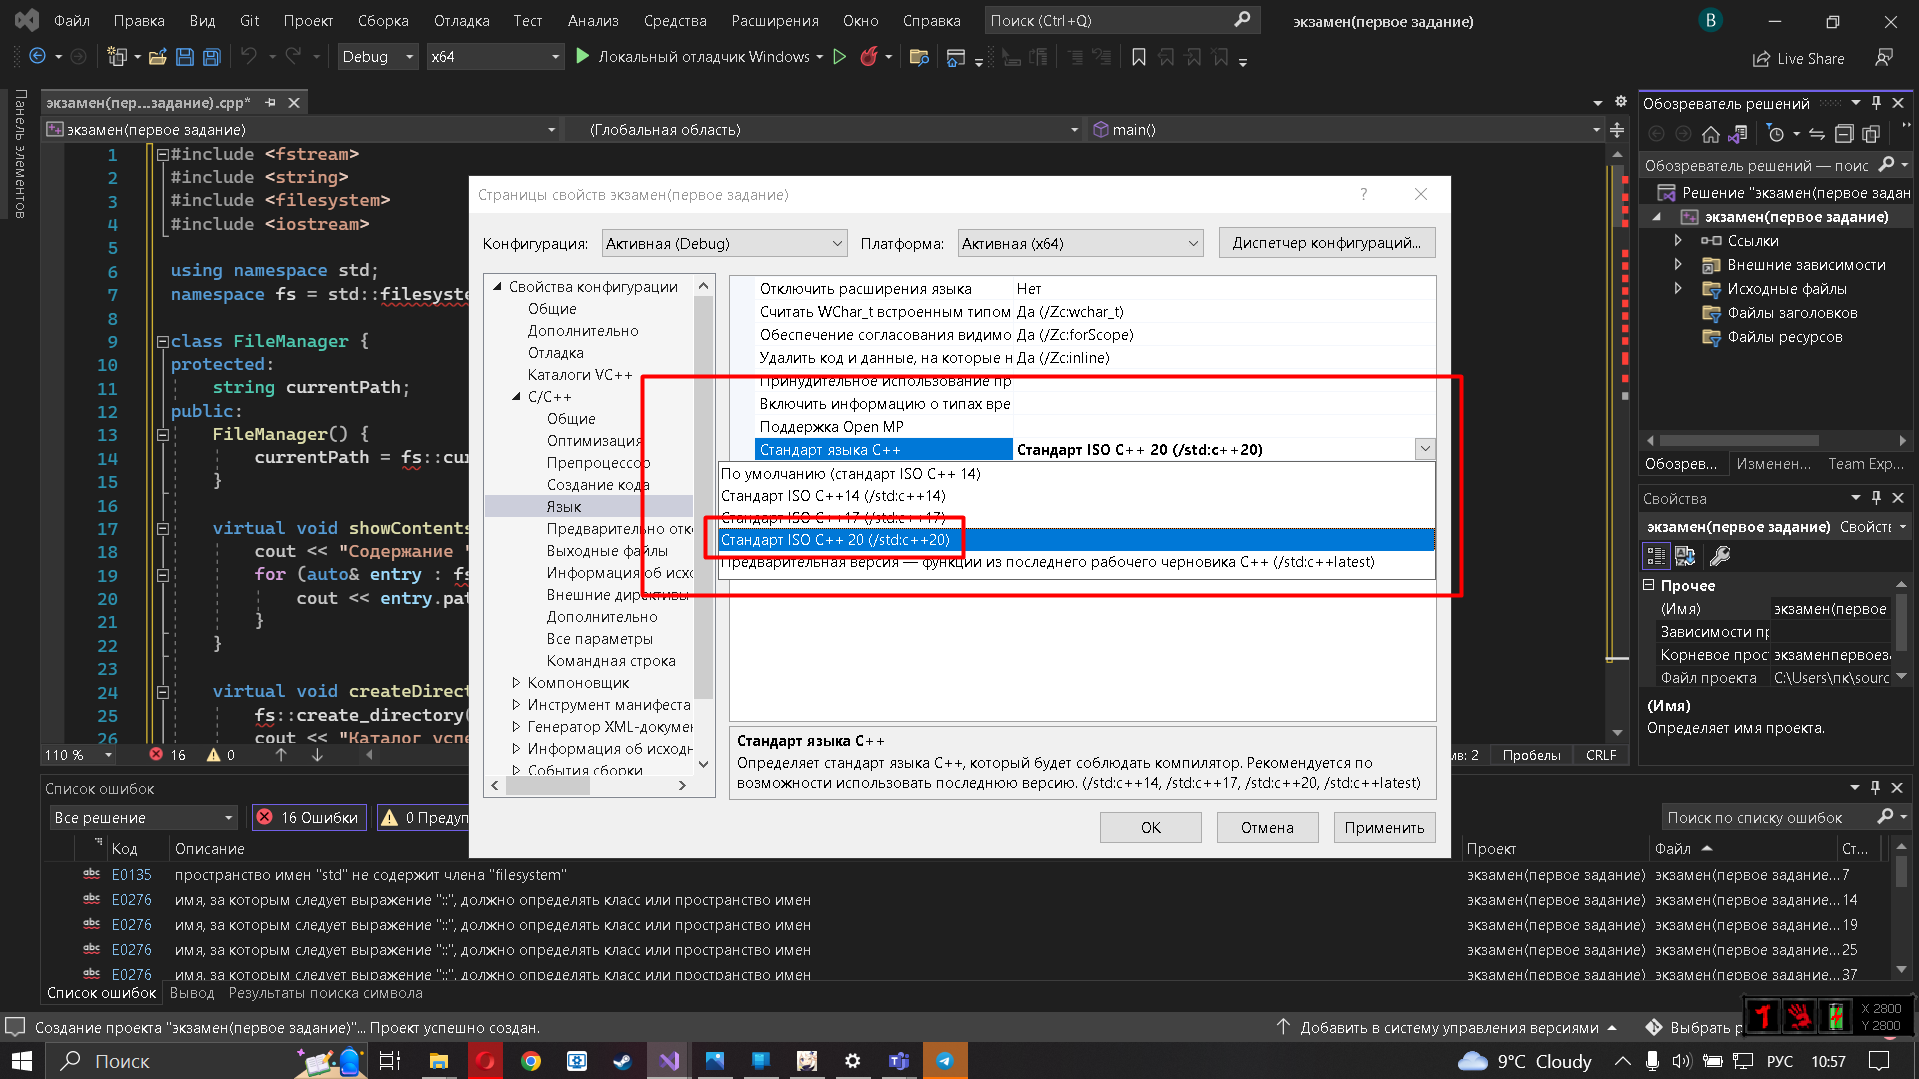 Файл Правка Вид Git Проект Сборка Отладка Тест Анализ Средства Расширения Окно Справка Поиск (Ctrl+Q) экзамен(первое задание) B
Debug x64 Локальный отладчик Windows Live Share
Панель элементов
экзамен(пер...задание).cpp*
экзамен(первое задание) (Глобальная область) main()
1 #include <fstream>
2 #include <string>
3 #include <filesystem>
4 #include <iostream>
5
6 using namespace std;
7 namespace fs = std::filesyste
8
9 class FileManager {
10 protected:
11 string currentPath;
12 public:
13 FileManager() {
14 currentPath = fs::cur
15 }
16
17 virtual void showContents
18 cout << "Содержание "
19 for (auto& entry : fs
20 cout << entry.pat
21 }
22 }
23
24 virtual void createDirect
25 fs::create_directory(
26 cout << "Каталог успе
110 % 16 0
Страницы свойств экзамен(первое задание) ?
Конфигурация: Активная (Debug) Платформа: Активная (x64) Диспетчер конфигураций...
Свойства конфигурации
Общие
Дополнительно
Отладка
Каталоги VC++
C/C++
Общие
Оптимизация
Препроцессор
Создание кода
Язык
Предварительно отко
Выходные файлы
Информация об исхо
Внешние директивы
Дополнительно
Все параметры
Командная строка
Компоновщик
Инструмент манифеста
Генератор XML-докумен
Информация об исходн
События сборки
Отключить расширения языка Нет
Считать WChar_t встроенным типом Да (/Zc:wchar_t)
Обеспечение согласования видимо Да (/Zc:forScope)
Удалить код и данные, на которые н Да (/Zc:inline)
Принудительное использование пр
Включить информацию о типах вре
Поддержка Open MP
Стандарт языка C++ Стандарт ISO C++ 20 (/std:c++20)
По умолчанию (стандарт ISO C++ 14)
Стандарт ISO C++14 (/std:c++14)
Стандарт ISO C++17 (/std:c++17)
Стандарт ISO C++ 20 (/std:c++20)
Предварительная версия — функции из последнего рабочего черновика C++ (/std:c++latest)
Стандарт языка C++
Определяет стандарт языка C++, который будет соблюдать компилятор. Рекомендуется по
возможности использовать последнюю версию. (/std:c++14, /std:c++17, /std:c++20, /std:c++latest)
OK Отмена Применить
Обозреватель решений
Обозреватель решений — поис
Решение "экзамен(первое задан
экзамен(первое задание)
Ссылки
Внешние зависимости
Исходные файлы
Файлы заголовков
Файлы ресурсов
Обозрев... Изменен... Team Exp...
Свойства
экзамен(первое задание) Свойсть
Прочее
(Имя) экзамен(первое
Зависимости пр
Корневое прос экзаменпервоеза
Файл проекта C:\Users\пк\sourc
(Имя)
Определяет имя проекта.
мв: 2 Пробелы CRLF
Список ошибок
Все решение 16 Ошибки 0 Предуп Поиск по списку ошибок
Код Описание Проект Файл Ст...
E0135 пространство имен "std" не содержит члена "filesystem" экзамен(первое задание) экзамен(первое задание... 7
E0276 имя, за которым следует выражение "::", должно определять класс или пространство имен экзамен(первое задание) экзамен(первое задание... 14
E0276 имя, за которым следует выражение "::", должно определять класс или пространство имен экзамен(первое задание) экзамен(первое задание... 19
E0276 имя, за которым следует выражение "::", должно определять класс или пространство имен экзамен(первое задание) экзамен(первое задание... 25
E0276 имя, за которым следует выражение "::", должно определять класс или пространство имен экзамен(первое задание) экзамен(первое задание... 37
Список ошибок Вывод Результаты поиска символа
Создание проекта "экзамен(первое задание)"... Проект успешно создан. Добавить в систему управления версиями Выбрать р
X 2800
Y 2800
Поиск 9°C Cloudy РУС 10:57